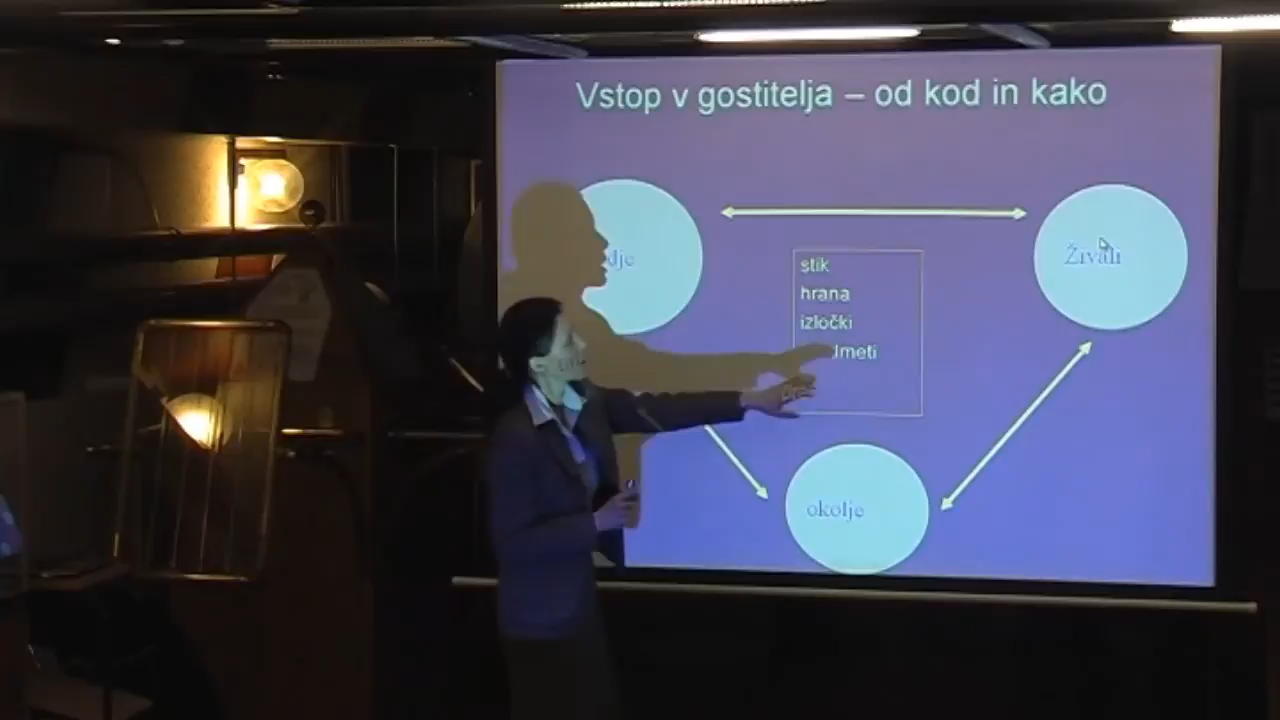 Vstop v gostitelja – od kod in kako
Živali
stik
hrana
izločki
okolje